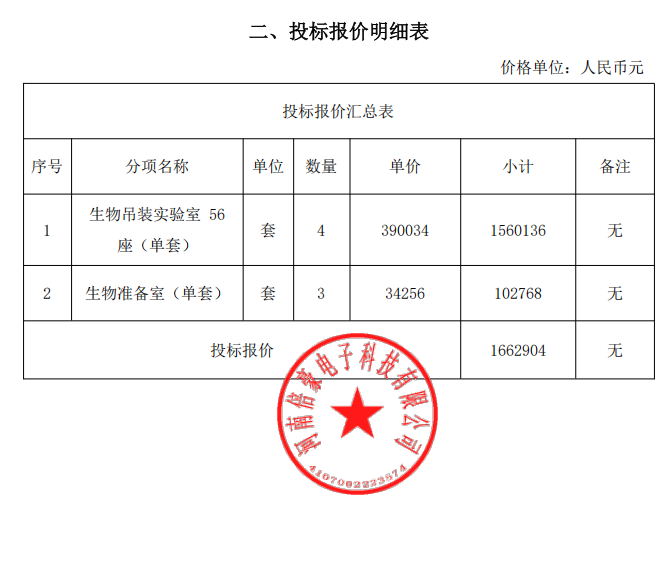 二、投标报价明细表
价格单位：人民币元
投标报价汇总表
序号 分项名称 单位 数量 单价 小计 备注
1 生物吊装实验室 56 套 4 390034 1560136 无
座（单套）
2 生物准备室（单套） 套 3 34256 102768 无
投标报价 1662904 无
河南倍豪电子科技有限公司